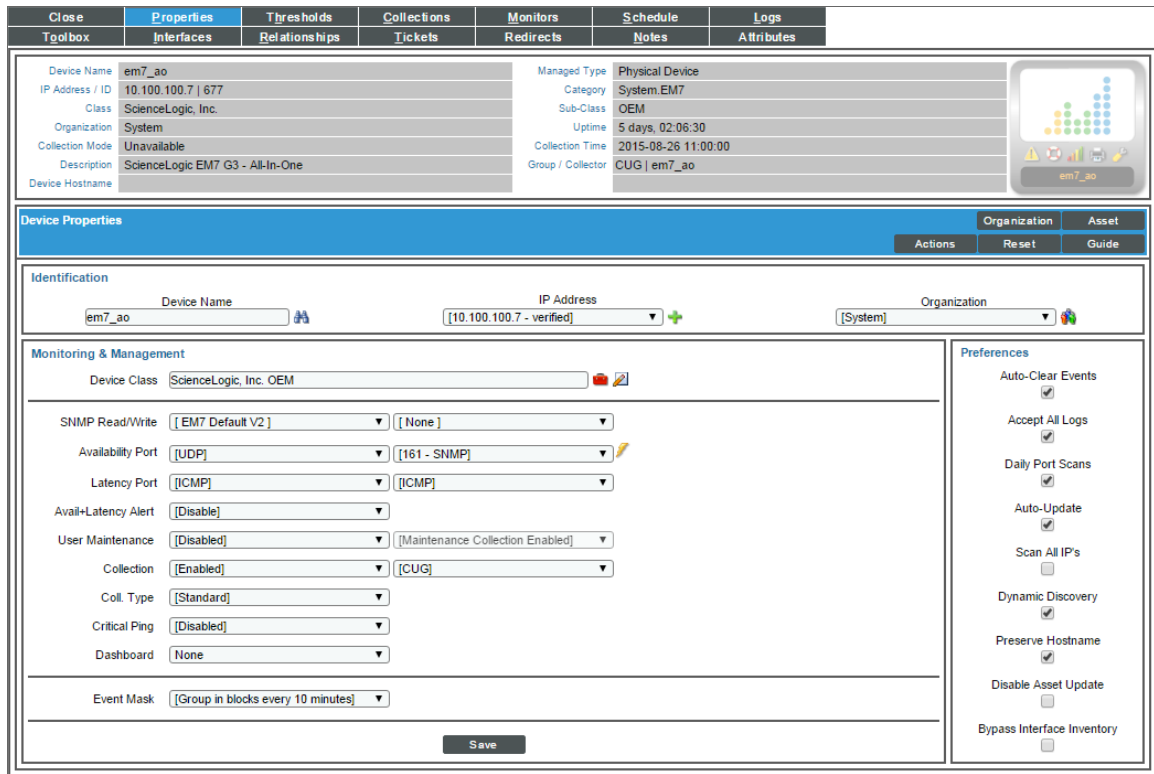 Close Properties Thresholds Collections Monitors Schedule Logs
Toolbox Interfaces Relationships Tickets Redirects Notes Attributes
Device Name em7_ao Managed Type Physical Device
IP Address / ID 10.100.100.7 | 677 Category System.EM7
Class ScienceLogic, Inc. Sub-Class OEM
Organization System Uptime 5 days, 02:06:30
Collection Mode Unavailable Collection Time 2015-08-26 11:00:00
Description ScienceLogic EM7 G3 - All-In-One Group / Collector CUG | em7_ao
Device Hostname
em7_ao
Device Properties Organization Asset
Actions Reset Guide
Identification
Device Name IP Address Organization
em7_ao [10.100.100.7 - verified] [System]
Monitoring & Management
Device Class ScienceLogic, Inc. OEM
SNMP Read/Write [ EM7 Default V2 ] [ None ]
Availability Port [UDP] [161 - SNMP]
Latency Port [ICMP] [ICMP]
Avail+Latency Alert [Disable]
User Maintenance [Disabled] [Maintenance Collection Enabled]
Collection [Enabled] [CUG]
Coll. Type [Standard]
Critical Ping [Disabled]
Dashboard None
Event Mask [Group in blocks every 10 minutes]
Save
Preferences
Auto-Clear Events
Accept All Logs
Daily Port Scans
Auto-Update
Scan All IP's
Dynamic Discovery
Preserve Hostname
Disable Asset Update
Bypass Interface Inventory